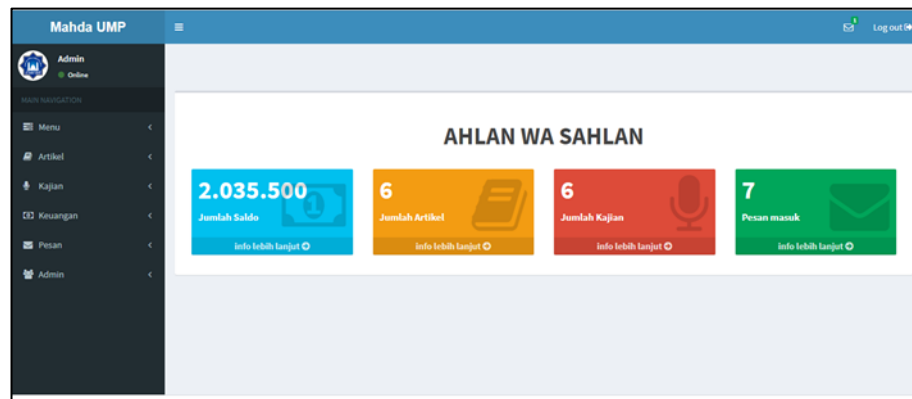 Mahda UMP
Log out
Admin
Online
MAIN NAVIGATION
Menu
Artikel
Kajian
Keuangan
Pesan
Admin
AHLAN WA SAHLAN
2.035.500
Jumlah Saldo
info lebih lanjut
6
Jumlah Artikel
info lebih lanjut
6
Jumlah Kajian
info lebih lanjut
7
Pesan masuk
info lebih lanjut